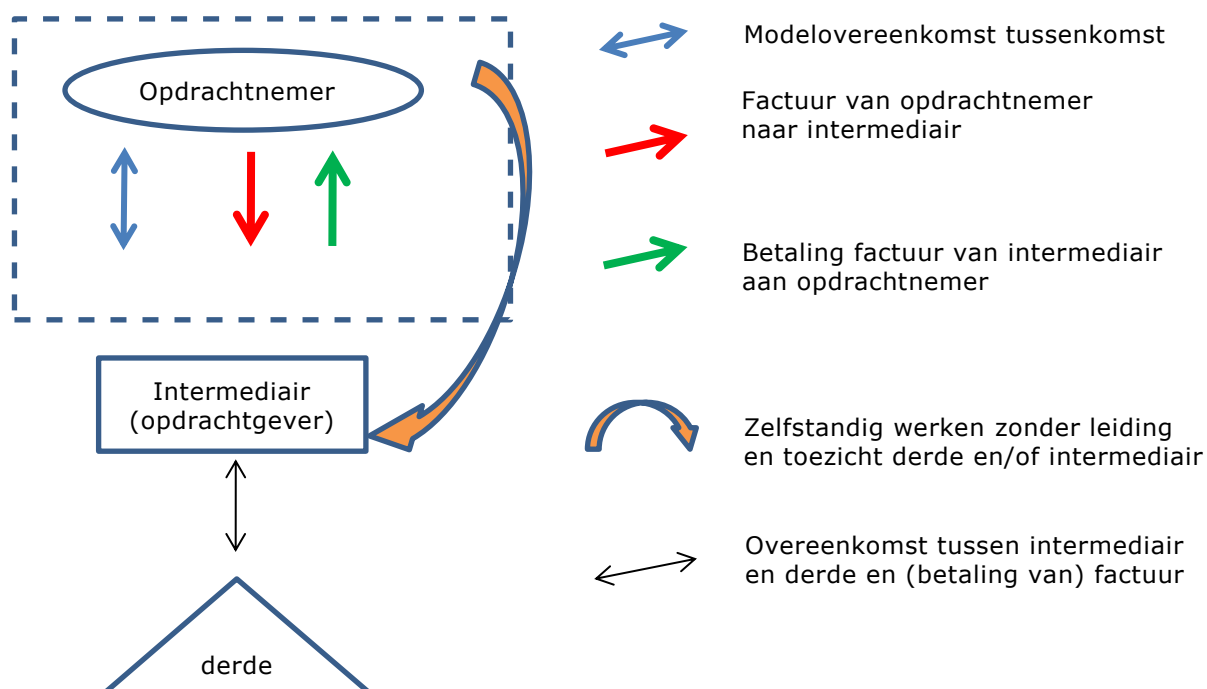 Opdrachtnemer
Intermediair
(opdrachtgever)
derde
Modelovereenkomst tussenkomst
Factuur van opdrachtnemer
naar intermediair
Betaling factuur van intermediair
aan opdrachtnemer
Zelfstandig werken zonder leiding
en toezicht derde en/of intermediair
Overeenkomst tussen intermediair
en derde en (betaling van) factuur